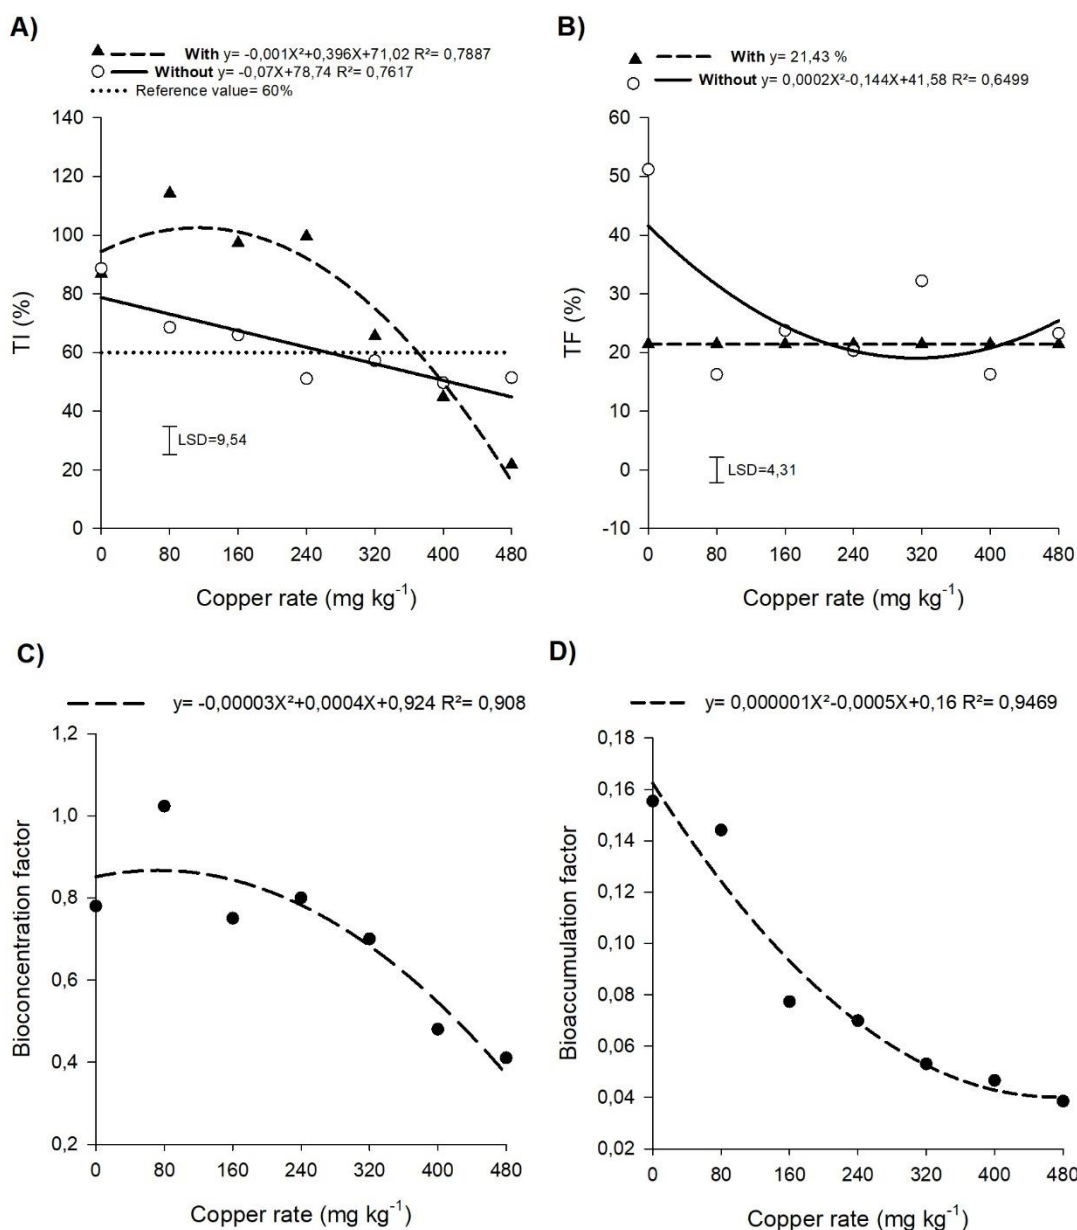 A)
With y= -0,001X²+0,396X+71,02 R²= 0,7887
Without y= -0,07X+78,74 R²= 0,7617
Reference value= 60%
140
120
100
80
60
40
20
0
TI (%)
LSD=9,54
0 80 160 240 320 400 480
Copper rate (mg kg⁻¹)
B)
With y= 21,43 %
Without y= 0,0002X²-0,144X+41,58 R²= 0,6499
60
50
40
30
20
10
0
-10
TF (%)
LSD=4,31
0 80 160 240 320 400 480
Copper rate (mg kg⁻¹)
C)
y= -0,00003X²+0,0004X+0,924 R²= 0,908
1,2
1,0
0,8
0,6
0,4
0,2
Bioconcentration factor
0 80 160 240 320 400 480
Copper rate (mg kg⁻¹)
D)
y= 0,000001X²-0,0005X+0,16 R²= 0,9469
0,18
0,16
0,14
0,12
0,10
0,08
0,06
0,04
0,02
Bioaccumulation factor
0 80 160 240 320 400 480
Copper rate (mg kg⁻¹)